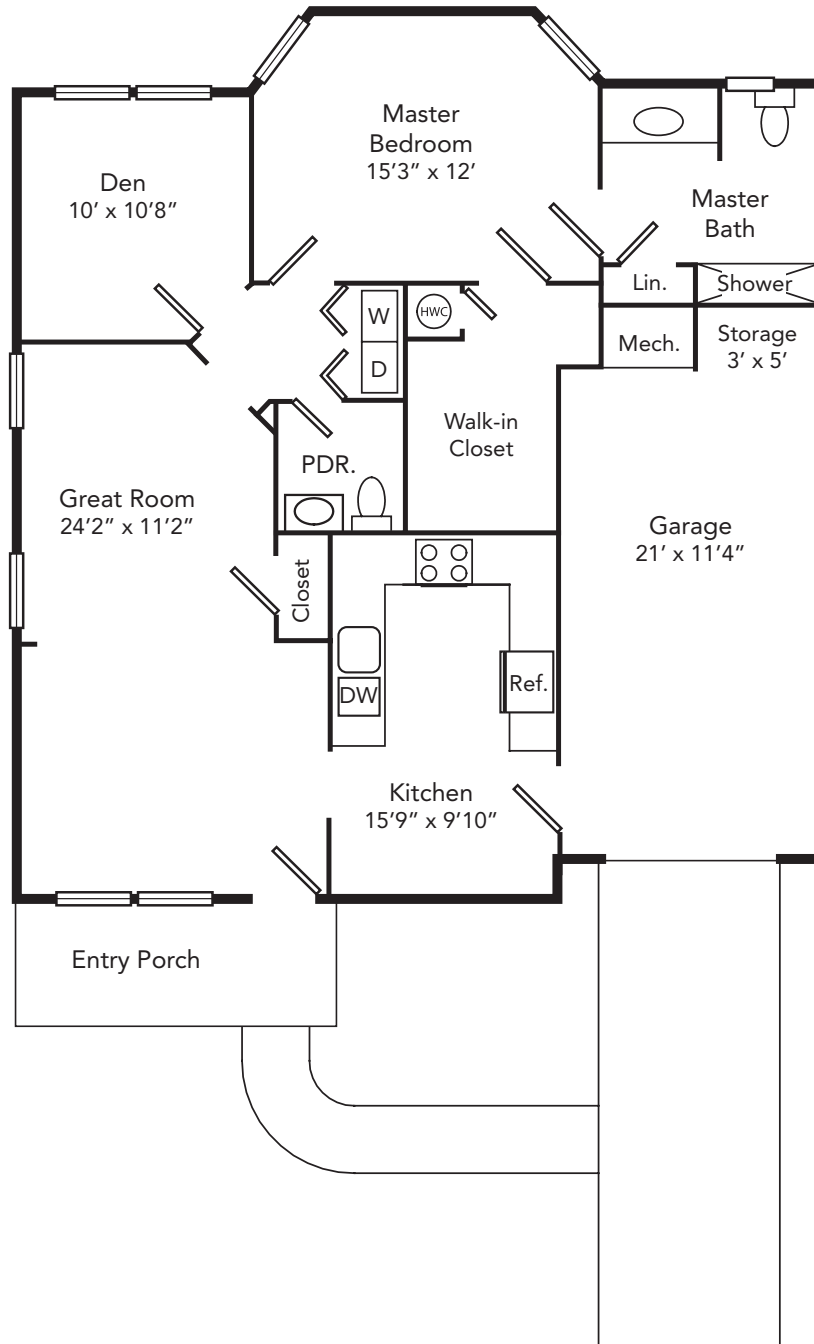 Master
Bedroom
15'3" x 12'
Den
10' x 10'8"
Master
Bath
Lin.
Shower
W
HWC
D
Mech.
Storage
3' x 5'
Walk-in
Closet
PDR.
Great Room
24'2" x 11'2"
Garage
21' x 11'4"
Closet
DW
Ref.
Kitchen
15'9" x 9'10"
Entry Porch